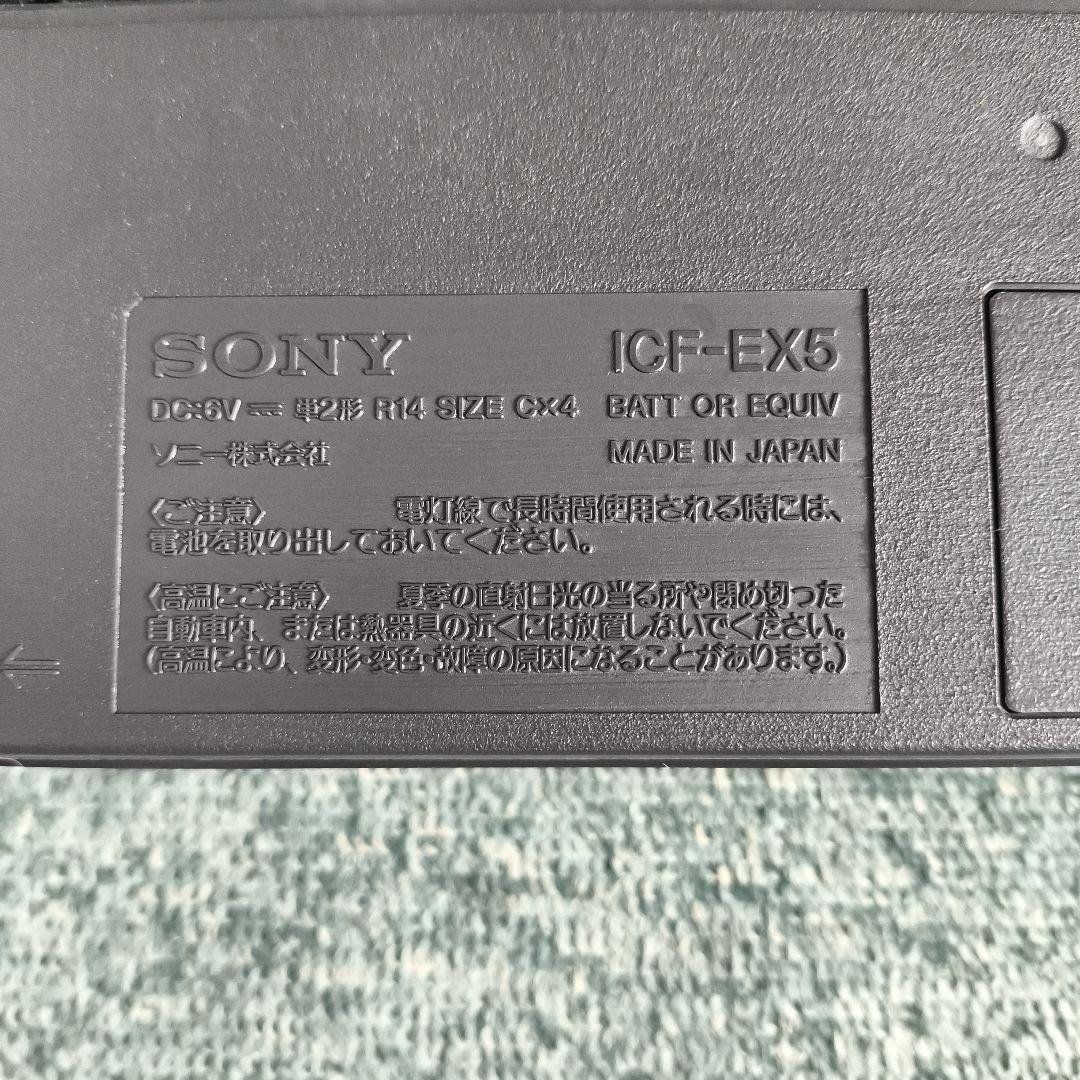 SONY ICF-EX5
DC:6V ⎓ 単2形 R14 SIZE C×4 BATT OR EQUIV
ソニー株式会社 MADE IN JAPAN
〈ご注意〉 電灯線で長時間使用される時には、
電池を取り出しておいてください。
〈高温にご注意〉 夏季の直射日光の当る所や閉め切った
自動車内、または熱器具の近くには放置しないでください。
(高温により、変形・変色・故障の原因になることがあります。)